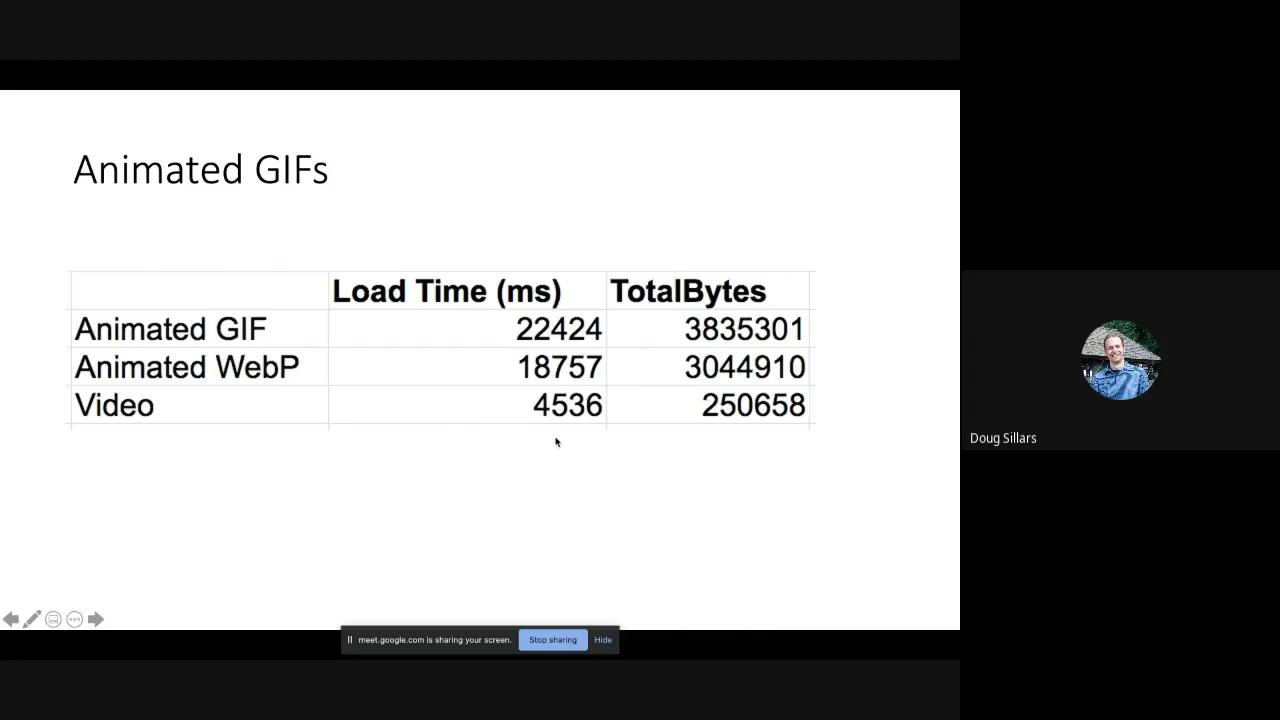 Animated GIFs
Load Time (ms) TotalBytes
Animated GIF 22424 3835301
Animated WebP 18757 3044910
Video 4536 250658
Doug Sillars
meet.google.com is sharing your screen. Stop sharing Hide